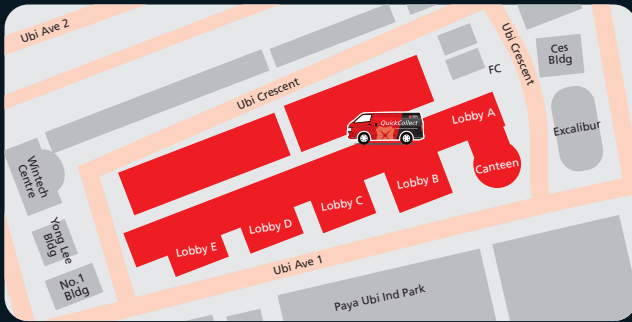 Ubi Ave 2
Ubi Crescent
Ces
Bldg
FC
Ubi Crescent
QuickCollect
Lobby A
Excalibur
Wintech
Centre
Canteen
Lobby B
Lobby C
Lobby D
Lobby E
Yong Lee
Bldg
Ubi Ave 1
No.1
Bldg
Paya Ubi Ind Park